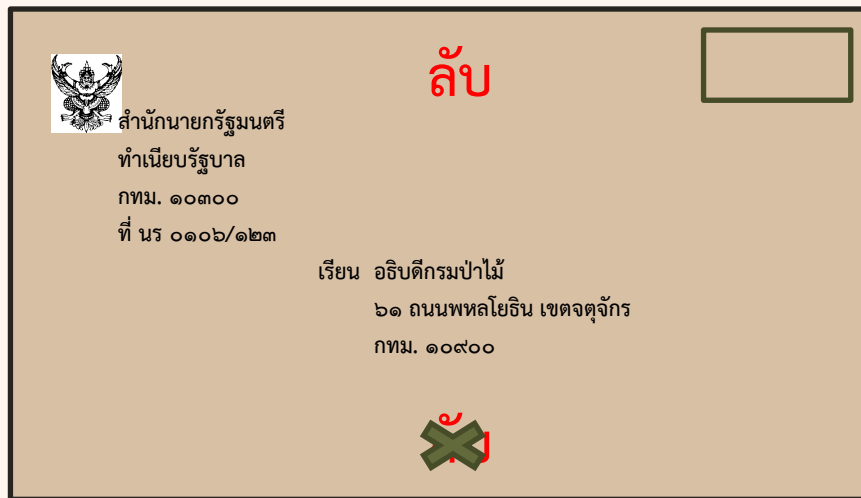 ลับ
สำนักนายกรัฐมนตรี
ทำเนียบรัฐบาล
กทม. ๑๐๓๐๐
ที่ นร ๐๑๐๖/๑๒๓
เรียน อธิบดีกรมป่าไม้
๖๑ ถนนพหลโยธิน เขตจตุจักร
กทม. ๑๐๙๐๐